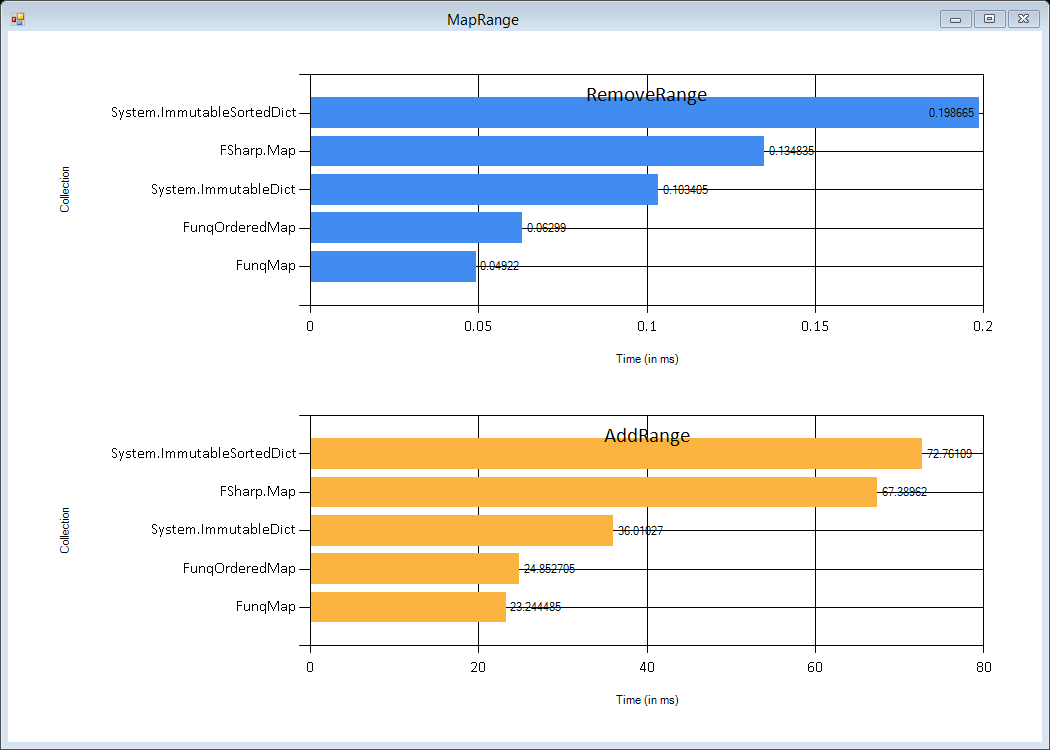 MapRange
RemoveRange
Collection
System.ImmutableSortedDict
0.198665
FSharp.Map
0.134835
System.ImmutableDict
0.103405
FunqOrderedMap
0.06299
FunqMap
0.04922
0 0.05 0.1 0.15 0.2
Time (in ms)
AddRange
Collection
System.ImmutableSortedDict
72.76109
FSharp.Map
67.38962
System.ImmutableDict
36.01027
FunqOrderedMap
24.852705
FunqMap
23.244485
0 20 40 60 80
Time (in ms)